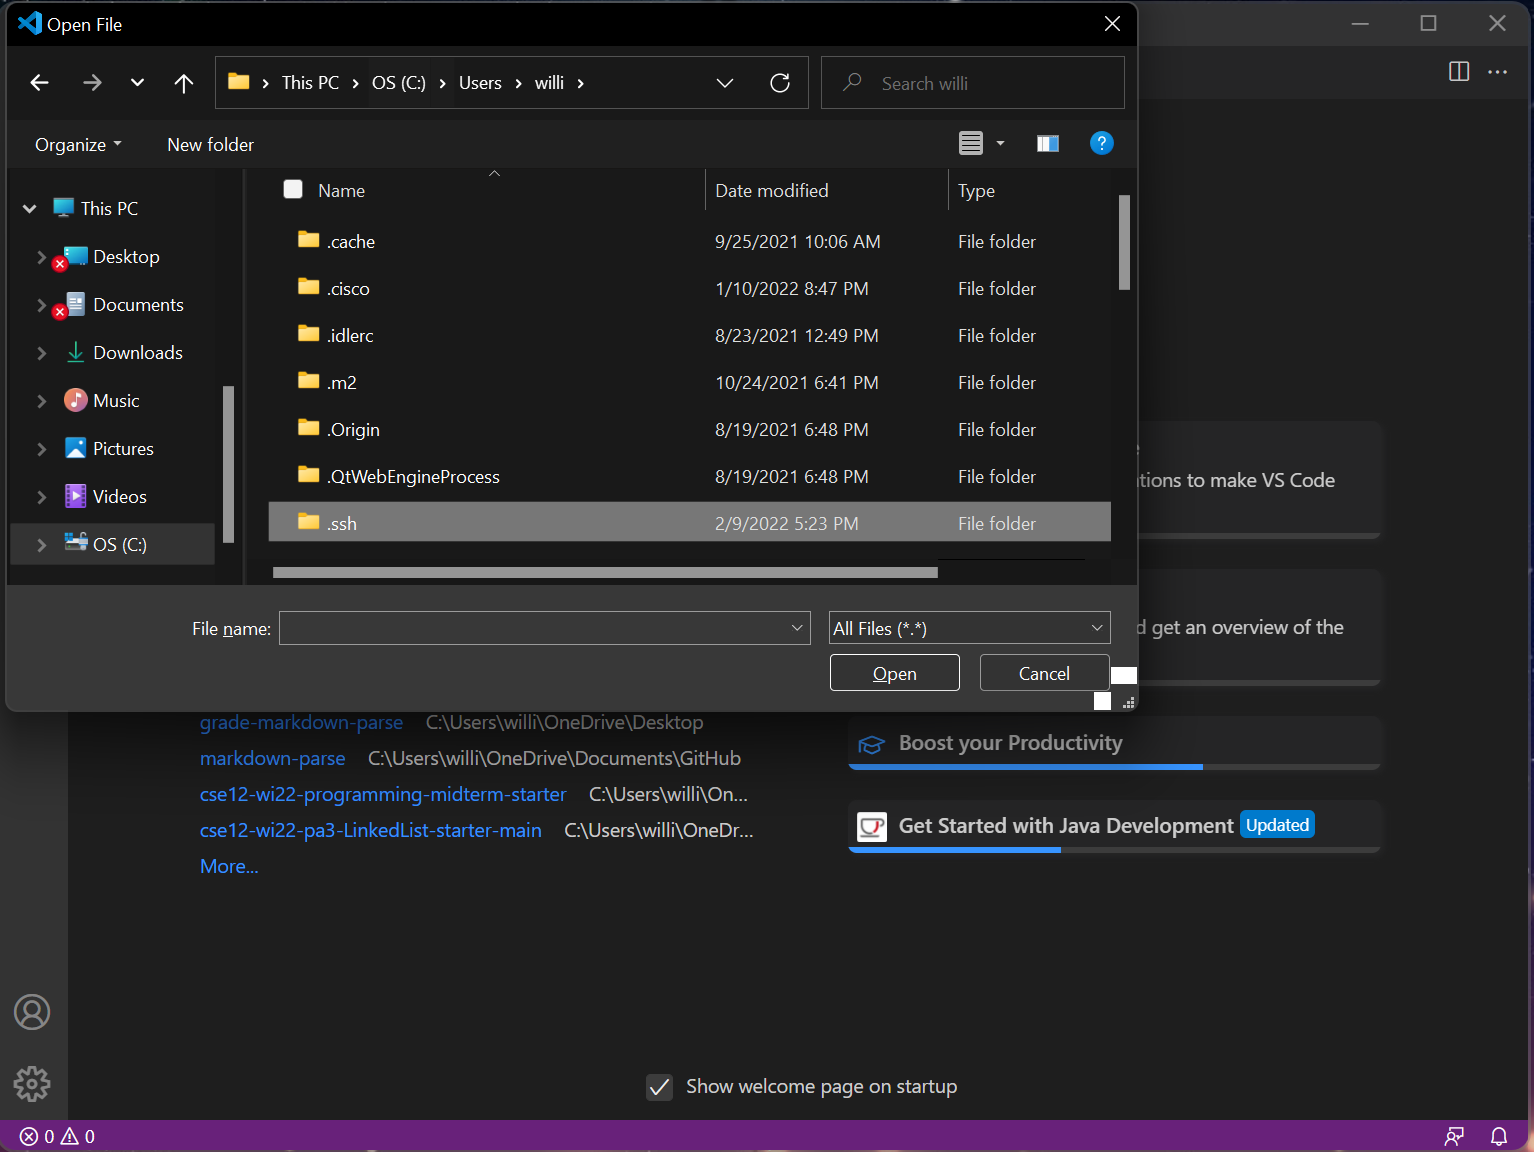 Open File
This PC
OS (C:)
Users
willi
Search willi
Organize
New folder
?
Name
Date modified
Type
This PC
Desktop
Documents
Downloads
Music
Pictures
Videos
OS (C:)
.cache 9/25/2021 10:06 AM File folder
.cisco 1/10/2022 8:47 PM File folder
.idlerc 8/23/2021 12:49 PM File folder
.m2 10/24/2021 6:41 PM File folder
.Origin 8/19/2021 6:48 PM File folder
.QtWebEngineProcess 8/19/2021 6:48 PM File folder
.ssh 2/9/2022 5:23 PM File folder
File name:
All Files (*.*)
Open
Cancel
tions to make VS Code
d get an overview of the
grade-markdown-parse C:\Users\willi\OneDrive\Desktop
markdown-parse C:\Users\willi\OneDrive\Documents\GitHub
cse12-wi22-programming-midterm-starter C:\Users\willi\On...
cse12-wi22-pa3-LinkedList-starter-main C:\Users\willi\OneDr...
More...
Boost your Productivity
Get Started with Java Development Updated
Show welcome page on startup
0 0